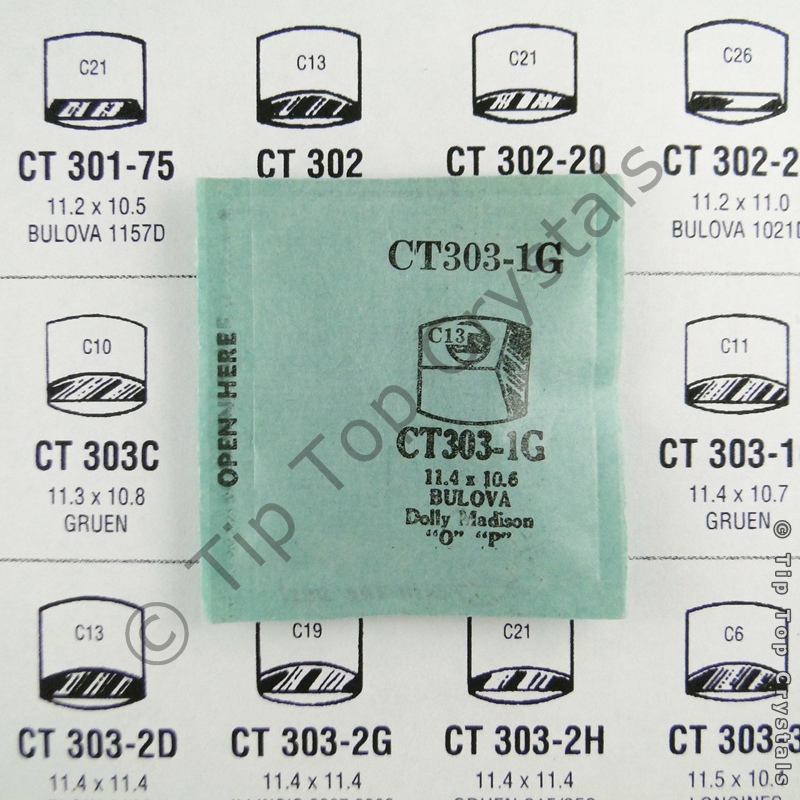 C21
C13
C21
C26
CT 301-75
CT 302
CT 302-20
CT 302-2
11.2 x 10.5
BULOVA 1157D
11.2 x 11.0
BULOVA 1021D
CT303-1G
OPEN HERE
C13
CT303-1G
11.4 x 10.6
BULOVA
Dolly Madison
"O" "P"
C10
CT 303C
11.3 x 10.8
GRUEN
C11
CT 303-1
11.4 x 10.7
GRUEN
C13
C19
C21
C6
CT 303-2D
CT 303-2G
CT 303-2H
CT 303-3
11.4 x 11.4
11.4 x 11.4
11.4 x 11.4
11.5 x 10
© Tip Top Crystals
© Tip Top Crystals